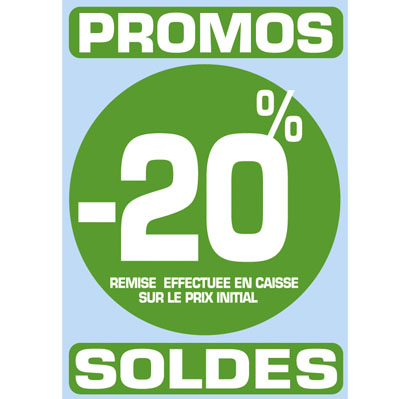 PROMOS
-20%
REMISE EFFECTUEE EN CAISSE
SUR LE PRIX INITIAL
SOLDES